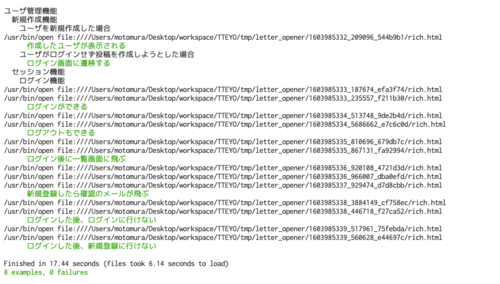 ユーザ管理機能
新規作成機能
ユーザを新規作成した場合
/usr/bin/open file:////Users/motomura/Desktop/workspace/TTEYO/tmp/letter_opener/1603985332_209096_544b9b1/rich.html
作成したユーザが表示される
ユーザがログインせず投稿を作成しようとした場合
ログイン画面に遷移する
セッション機能
ログイン機能
/usr/bin/open file:////Users/motomura/Desktop/workspace/TTEYO/tmp/letter_opener/1603985333_187674_efa3f74/rich.html
/usr/bin/open file:////Users/motomura/Desktop/workspace/TTEYO/tmp/letter_opener/1603985333_235557_f211b30/rich.html
ログインができる
/usr/bin/open file:////Users/motomura/Desktop/workspace/TTEYO/tmp/letter_opener/1603985334_513748_9de2b4d/rich.html
/usr/bin/open file:////Users/motomura/Desktop/workspace/TTEYO/tmp/letter_opener/1603985334_5686662_e7c6c0d/rich.html
ログアウトもできる
/usr/bin/open file:////Users/motomura/Desktop/workspace/TTEYO/tmp/letter_opener/1603985335_810696_679db7c/rich.html
/usr/bin/open file:////Users/motomura/Desktop/workspace/TTEYO/tmp/letter_opener/1603985335_867131_fa92994/rich.html
ログイン後に一覧画面に飛ぶ
/usr/bin/open file:////Users/motomura/Desktop/workspace/TTEYO/tmp/letter_opener/1603985336_920108_4721d3d/rich.html
/usr/bin/open file:////Users/motomura/Desktop/workspace/TTEYO/tmp/letter_opener/1603985336_966007_dba0efd/rich.html
/usr/bin/open file:////Users/motomura/Desktop/workspace/TTEYO/tmp/letter_opener/1603985337_929474_d7d8cbb/rich.html
新規登録したら確認のメールが飛ぶ
/usr/bin/open file:////Users/motomura/Desktop/workspace/TTEYO/tmp/letter_opener/1603985338_3884149_cf758ec/rich.html
/usr/bin/open file:////Users/motomura/Desktop/workspace/TTEYO/tmp/letter_opener/1603985338_446718_f27ca52/rich.html
ログインした後、ログインに行けない
/usr/bin/open file:////Users/motomura/Desktop/workspace/TTEYO/tmp/letter_opener/1603985339_517961_75febda/rich.html
/usr/bin/open file:////Users/motomura/Desktop/workspace/TTEYO/tmp/letter_opener/1603985339_560628_e44697c/rich.html
ログインした後、新規登録に行けない
Finished in 17.44 seconds (files took 6.14 seconds to load)
8 examples, 0 failures